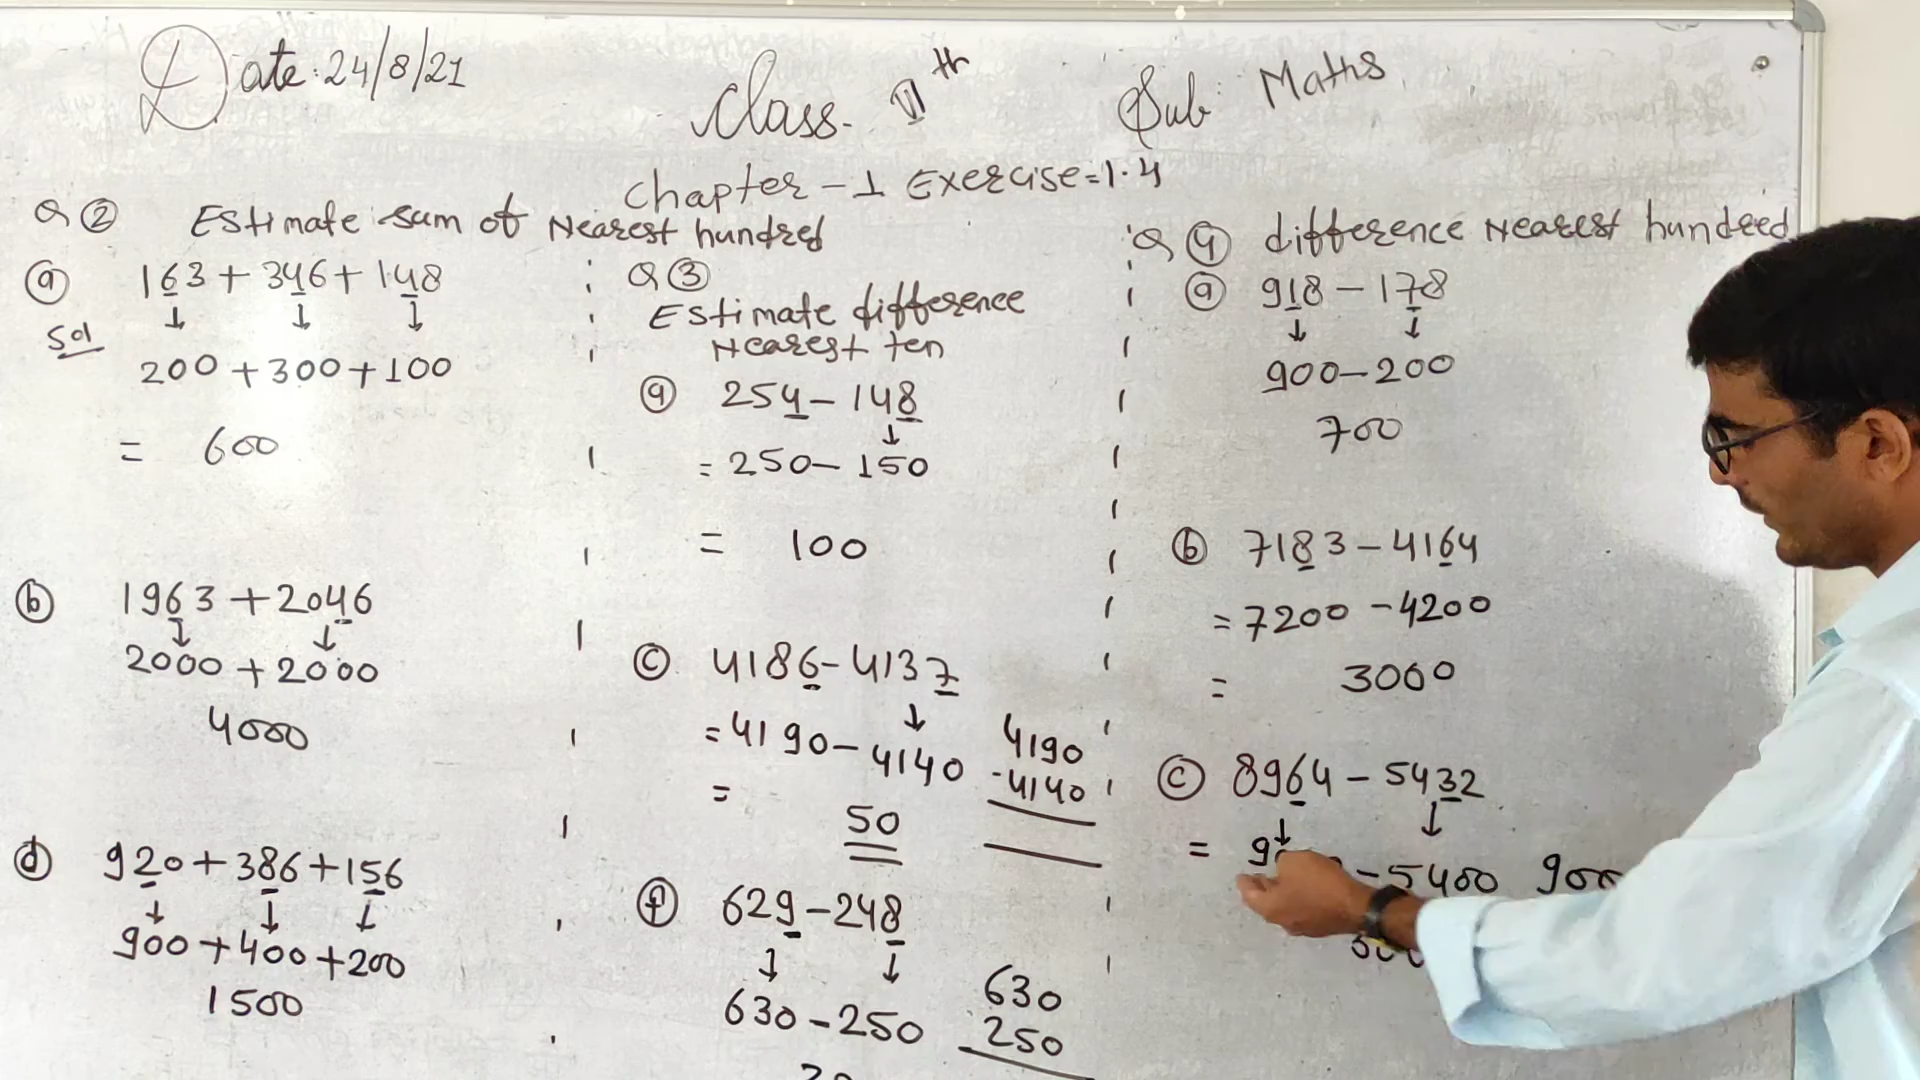 Date: 24/8/21
Class. VIth
Sub: Maths
Chapter - 1 Exercise = 1.4
Q ② Estimate sum of Nearest hundred
ⓐ 163 + 346 + 148
Sol
200 + 300 + 100
= 600
ⓑ 1963 + 2046
2000 + 2000
4000
ⓓ 920 + 386 + 156
900 + 400 + 200
1500
Q ③
Estimate difference
Nearest ten
ⓐ 254 - 148
= 250 - 150
= 100
ⓒ 4186 - 4137
= 4190 - 4140
= 50
4190
-4140
ⓕ 629 - 248
630 - 250
630
250
Q ④ difference Nearest hundred
ⓐ 918 - 178
900 - 200
700
ⓑ 7183 - 4164
= 7200 - 4200
= 3000
ⓒ 8964 - 5432
= - 5400